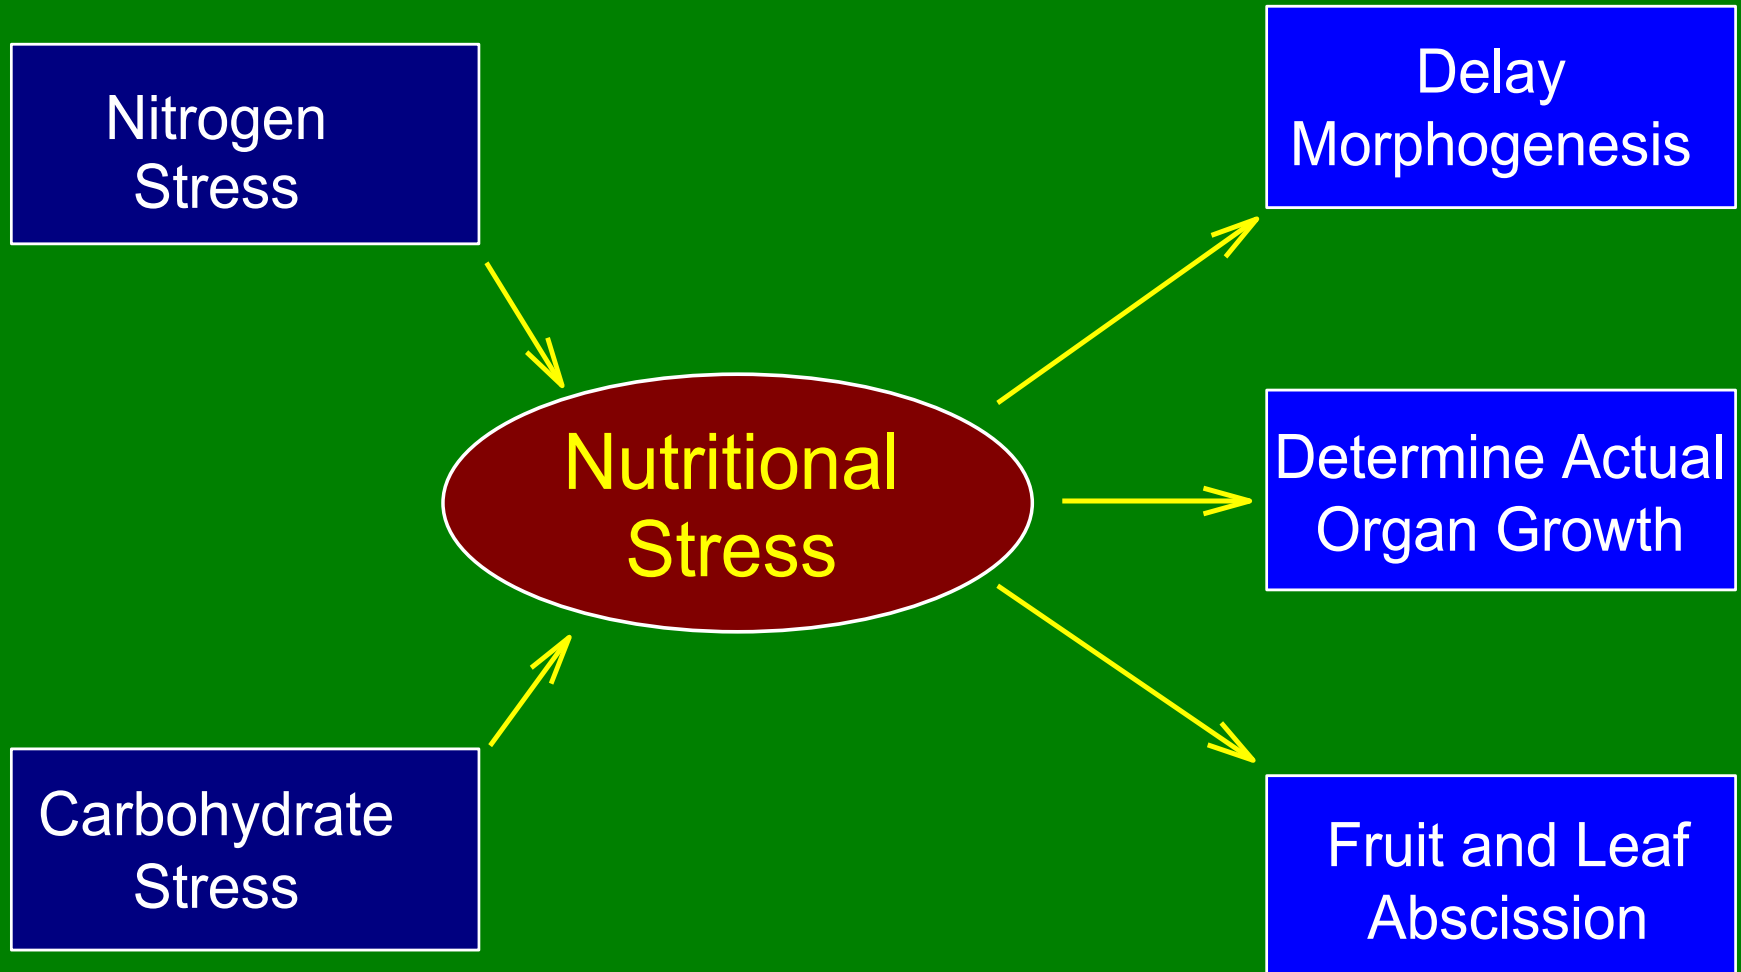 Nitrogen
Stress
Carbohydrate
Stress
Nutritional
Stress
Delay
Morphogenesis
Determine Actual
Organ Growth
Fruit and Leaf
Abscission